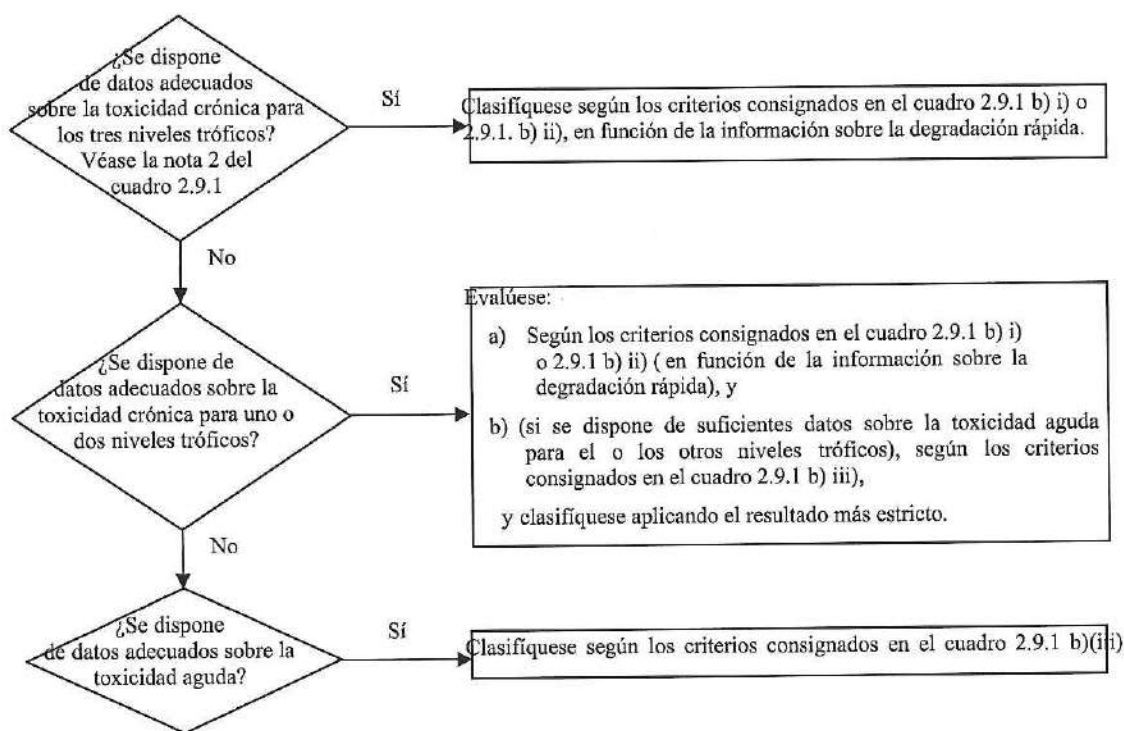 ¿Se dispone
de datos adecuados
sobre la toxicidad crónica para
los tres niveles tróficos?
Véase la nota 2 del
cuadro 2.9.1
Sí
Clasifíquese según los criterios consignados en el cuadro 2.9.1 b) i) o
2.9.1. b) ii), en función de la información sobre la degradación rápida.
No
¿Se dispone de
datos adecuados sobre la
toxicidad crónica para uno o
dos niveles tróficos?
Sí
Evalúese:
a) Según los criterios consignados en el cuadro 2.9.1 b) i)
o 2.9.1 b) ii) ( en función de la información sobre la
degradación rápida), y
b) (si se dispone de suficientes datos sobre la toxicidad aguda
para el o los otros niveles tróficos), según los criterios
consignados en el cuadro 2.9.1 b) iii),
y clasifíquese aplicando el resultado más estricto.
No
¿Se dispone
de datos adecuados sobre la
toxicidad aguda?
Sí
Clasifíquese según los criterios consignados en el cuadro 2.9.1 b)(iii)